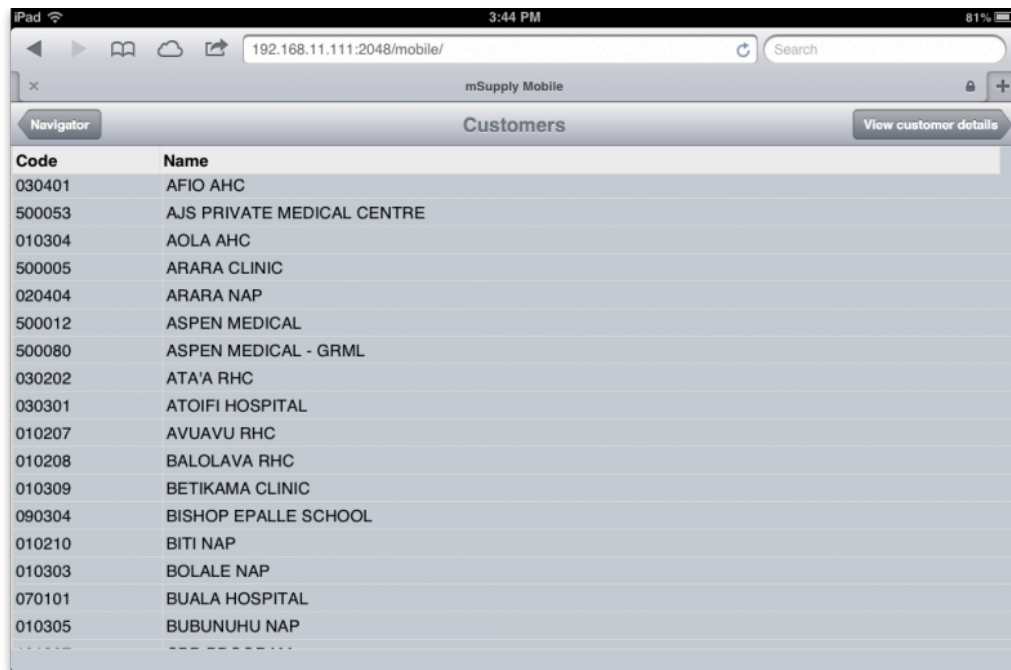 iPad 3:44 PM 81%
192.168.11.111:2048/mobile/ Search
mSupply Mobile
Navigator Customers View customer details
Code Name
030401 AFIO AHC
500053 AJS PRIVATE MEDICAL CENTRE
010304 AOLA AHC
500005 ARARA CLINIC
020404 ARARA NAP
500012 ASPEN MEDICAL
500080 ASPEN MEDICAL - GRML
030202 ATA'A RHC
030301 ATOIFI HOSPITAL
010207 AVUAVU RHC
010208 BALOLAVA RHC
010309 BETIKAMA CLINIC
090304 BISHOP EPALLE SCHOOL
010210 BITI NAP
010303 BOLALE NAP
070101 BUALA HOSPITAL
010305 BUBUNUHU NAP